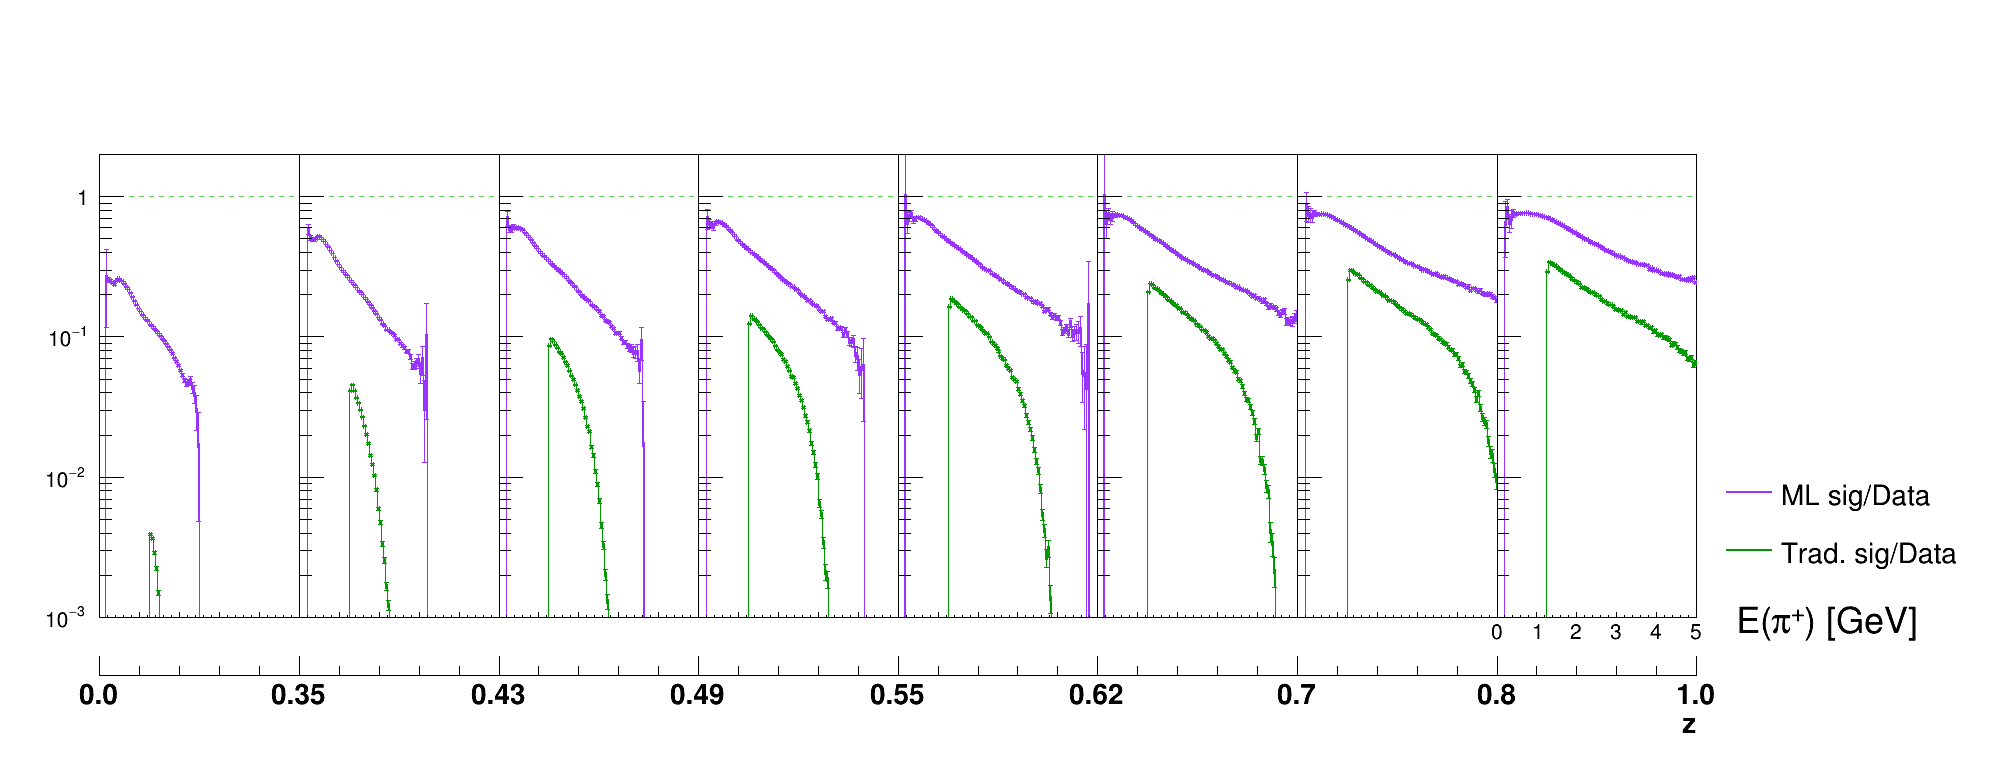 1
10⁻¹
10⁻²
10⁻³
ML sig/Data
Trad. sig/Data
E(π⁺) [GeV]
0 1 2 3 4 5
0.0 0.35 0.43 0.49 0.55 0.62 0.7 0.8 1.0
z